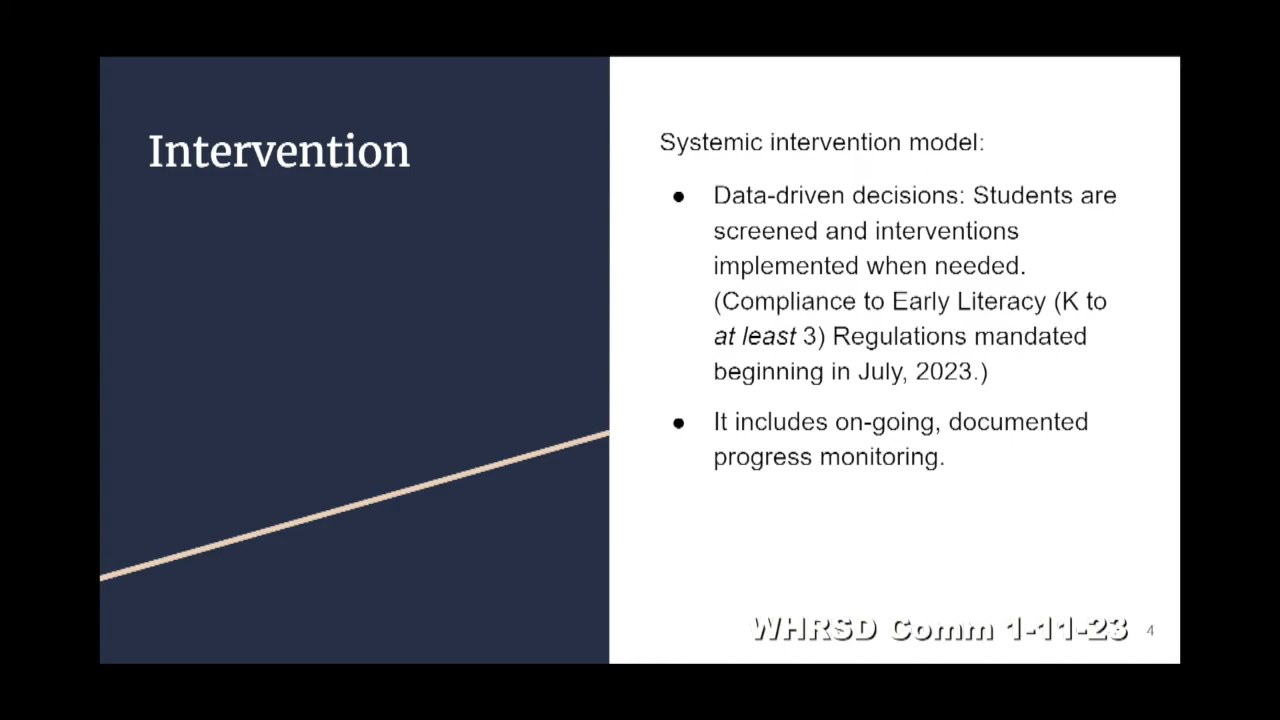 Intervention
Systemic intervention model:
● Data-driven decisions: Students are
screened and interventions
implemented when needed.
(Compliance to Early Literacy (K to
at least 3) Regulations mandated
beginning in July, 2023.)
● It includes on-going, documented
progress monitoring.
WHRSD Comm 1-11-23
4